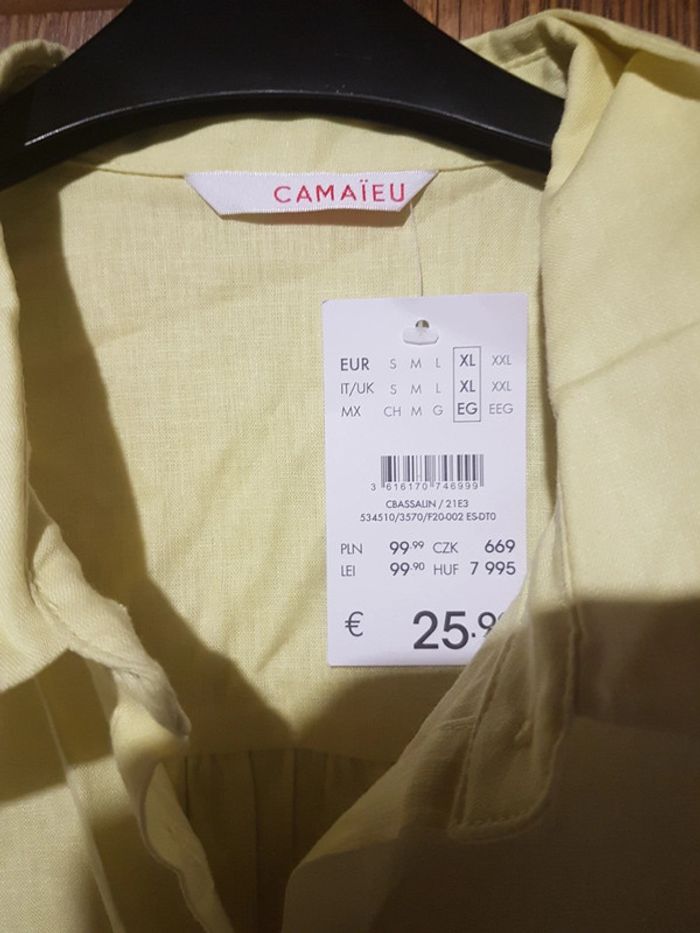 CAMAÏEU
EUR S M L XL XXL
IT/UK S M L XL XXL
MX CH M G EG EEG
3 616170 746999
CBASSALIN / 21E3
534510/3570/F20-002 ES-DT0
PLN 99.99 CZK 669
LEI 99.90 HUF 7 995
€ 25.99